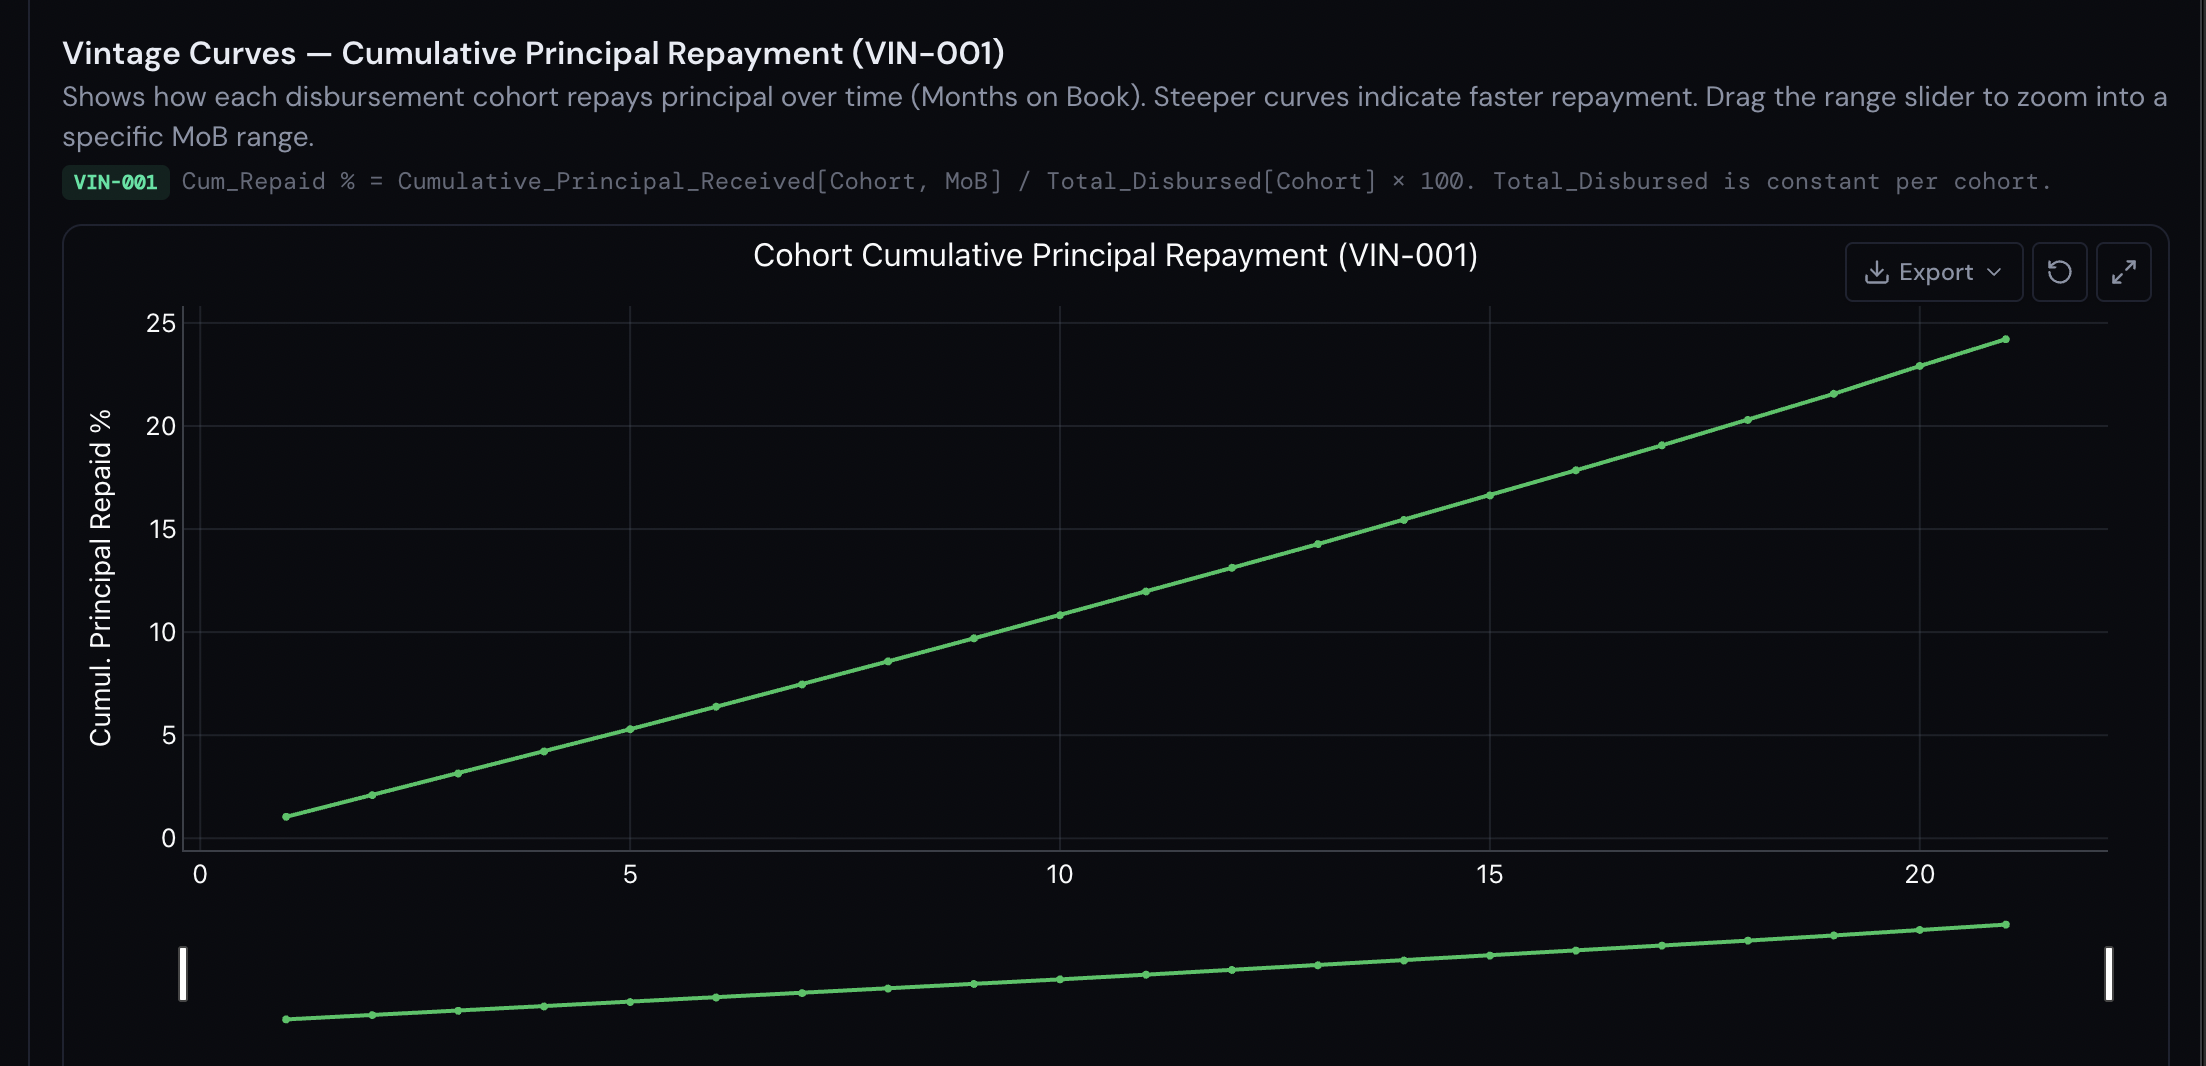 Vintage Curves — Cumulative Principal Repayment (VIN-001)
Shows how each disbursement cohort repays principal over time (Months on Book). Steeper curves indicate faster repayment. Drag the range slider to zoom into a
specific MoB range.
VIN-001 Cum_Repaid % = Cumulative_Principal_Received[Cohort, MoB] / Total_Disbursed[Cohort] × 100. Total_Disbursed is constant per cohort.
Cohort Cumulative Principal Repayment (VIN-001)
Export
25
20
15
10
5
0
Cumul. Principal Repaid %
0 5 10 15 20